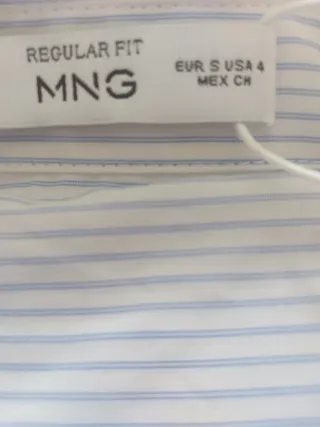 REGULAR FIT
MNG
EUR S USA 4
MEX CH